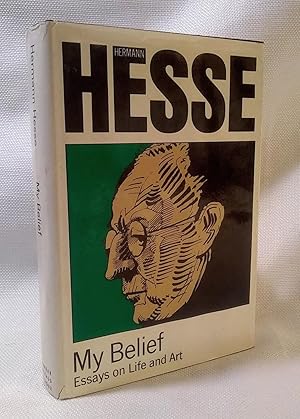 HERMANN
HESSE
My Belief
Essays on Life and Art
Hermann Hesse
My Belief